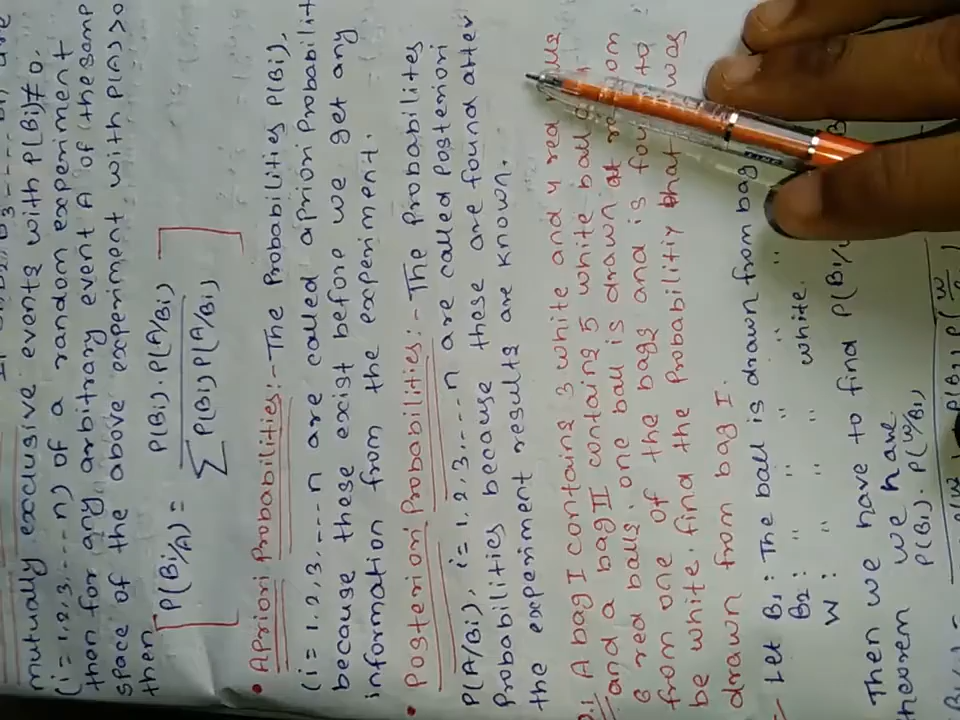 mutually exclusive events with P(Bi) ≠ 0.
(i = 1,2,3,....n) of a random experiment
then for any arbitrary event A of the samp
space of the above experiment with P(A)>0
then
P(Bi/A) = P(Bi).P(A/Bi) / ∑ P(Bi) P(A/Bi)
• Apriori Probabilities:- The Probabilities P(Bi),
(i = 1,2,3,....n are called apriori Probabilit
because these exist before we get any
information from the experiment.
• Posteriori Probabilities:- The Probabilites
P(A/Bi), i = 1,2,3.....n are called Posteriori
Probabilities because these are found after
the experiment results are known.
A bag I contains 3 white and 4 red
and a bag II contains 5 white ball
6 red balls. one ball is drawn at
from one of the bags and is to
be white. find the Probabilitiy that was
drawn from bag I.
Let B1: The ball is drawn from bag
B2: " " " " "
W: " " " white.
Then we have to find P(B1/
theorem we have
P(B1). P(W/B1)